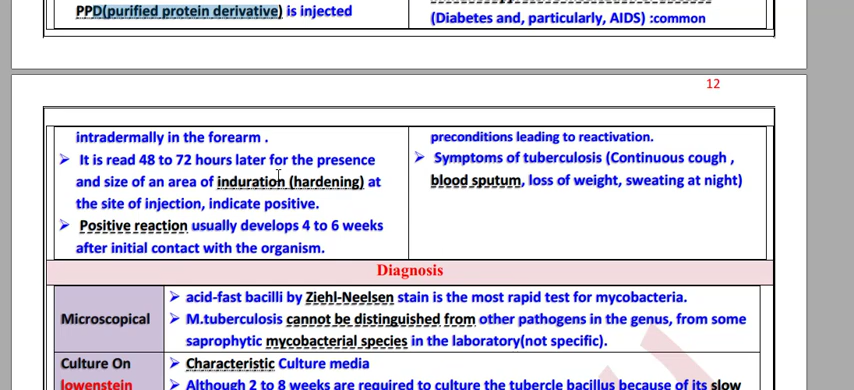 PPD(purified protein derivative) is injected
(Diabetes and, particularly, AIDS) :common
12
intradermally in the forearm .
➢ It is read 48 to 72 hours later for the presence
and size of an area of induration (hardening) at
the site of injection, indicate positive.
➢ Positive reaction usually develops 4 to 6 weeks
after initial contact with the organism.
preconditions leading to reactivation.
➢ Symptoms of tuberculosis (Continuous cough ,
blood sputum, loss of weight, sweating at night)
Diagnosis
Microscopical
➢ acid-fast bacilli by Ziehl-Neelsen stain is the most rapid test for mycobacteria.
➢ M.tuberculosis cannot be distinguished from other pathogens in the genus, from some
saprophytic mycobacterial species in the laboratory(not specific).
Culture On
lowenstein
➢ Characteristic Culture media
➢ Although 2 to 8 weeks are required to culture the tubercle bacillus because of its slow